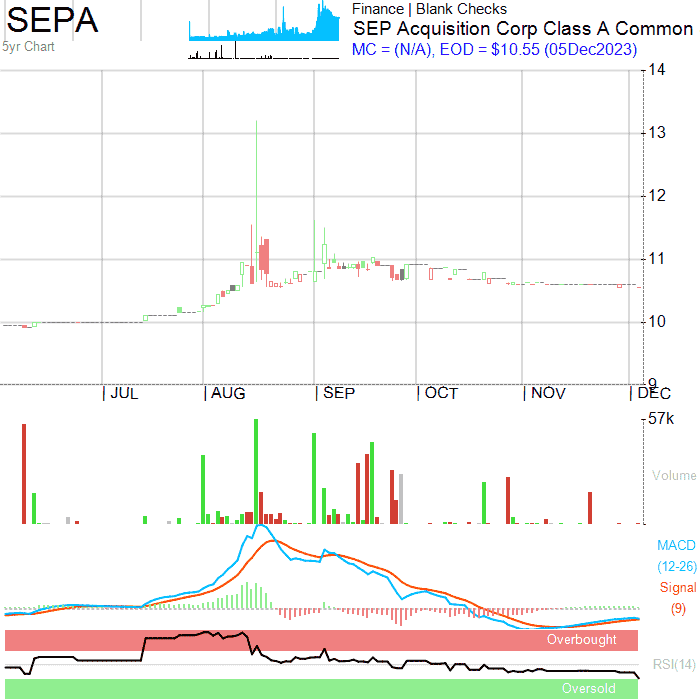 SEPA
5yr Chart
Finance | Blank Checks
SEP Acquisition Corp Class A Common
MC = (N/A), EOD = $10.55 (05Dec2023)
14
13
12
11
10
9
| JUL | AUG | SEP | OCT | NOV | DEC
57k
Volume
MACD
(12-26)
Signal
(9)
Overbought
RSI(14)
Oversold